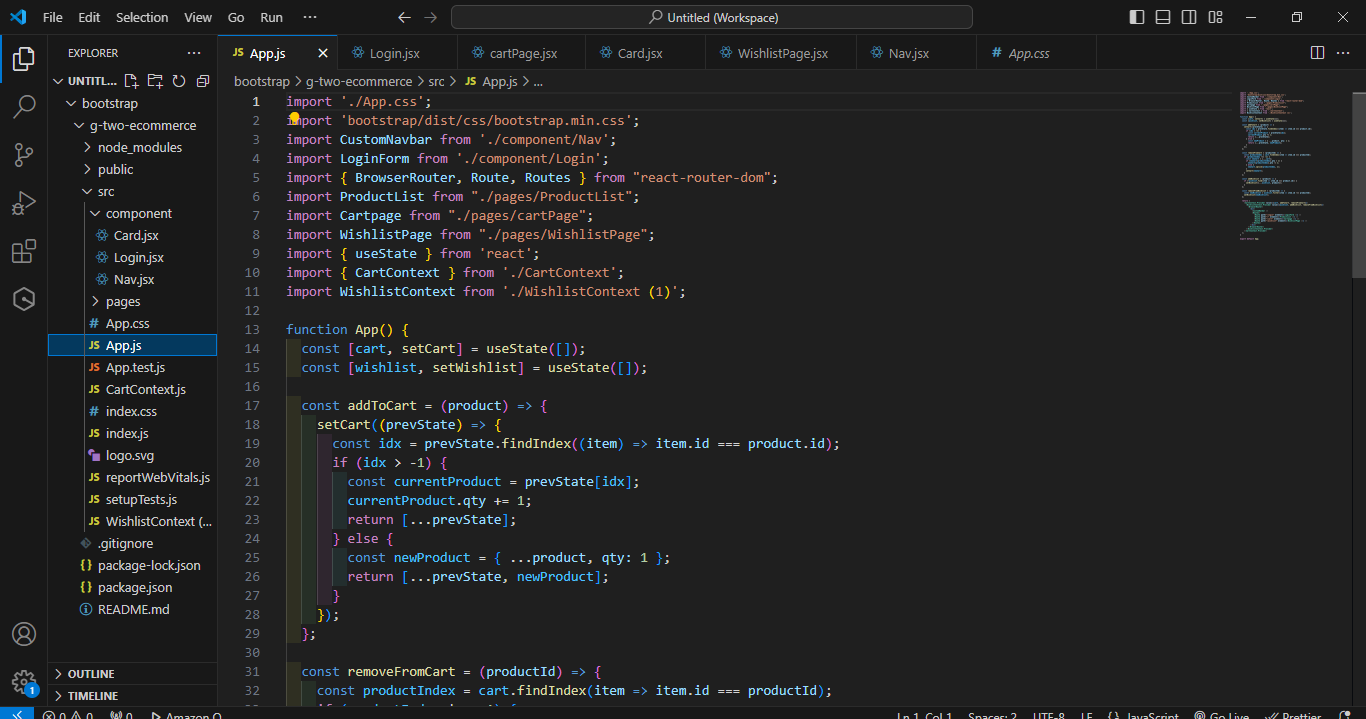 File Edit Selection View Go Run ··· Untitled (Workspace)
EXPLORER ···
UNTITL...
bootstrap
g-two-ecommerce
node_modules
public
src
component
Card.jsx
Login.jsx
Nav.jsx
pages
# App.css
JS App.js
JS App.test.js
JS CartContext.js
# index.css
JS index.js
logo.svg
JS reportWebVitals.js
JS setupTests.js
JS WishlistContext (...
.gitignore
{} package-lock.json
{} package.json
README.md
OUTLINE
TIMELINE
1
JS App.js Login.jsx cartPage.jsx Card.jsx WishlistPage.jsx Nav.jsx # App.css ···
bootstrap > g-two-ecommerce > src > JS App.js > ...
1 import './App.css';
2 import 'bootstrap/dist/css/bootstrap.min.css';
3 import CustomNavbar from './component/Nav';
4 import LoginForm from './component/Login';
5 import { BrowserRouter, Route, Routes } from "react-router-dom";
6 import ProductList from "./pages/ProductList";
7 import Cartpage from "./pages/cartPage";
8 import WishlistPage from "./pages/WishlistPage";
9 import { useState } from 'react';
10 import { CartContext } from './CartContext';
11 import WishlistContext from './WishlistContext (1)';
12
13 function App() {
14 const [cart, setCart] = useState([]);
15 const [wishlist, setWishlist] = useState([]);
16
17 const addToCart = (product) => {
18 setCart((prevState) => {
19 const idx = prevState.findIndex((item) => item.id === product.id);
20 if (idx > -1) {
21 const currentProduct = prevState[idx];
22 currentProduct.qty += 1;
23 return [...prevState];
24 } else {
25 const newProduct = { ...product, qty: 1 };
26 return [...prevState, newProduct];
27 }
28 });
29 };
30
31 const removeFromCart = (productId) => {
32 const productIndex = cart.findIndex(item => item.id === productId);
0 0 0 Amazon Q Ln 1, Col 1 Spaces: 2 UTF-8 LF {} JavaScript Go Live Prettier